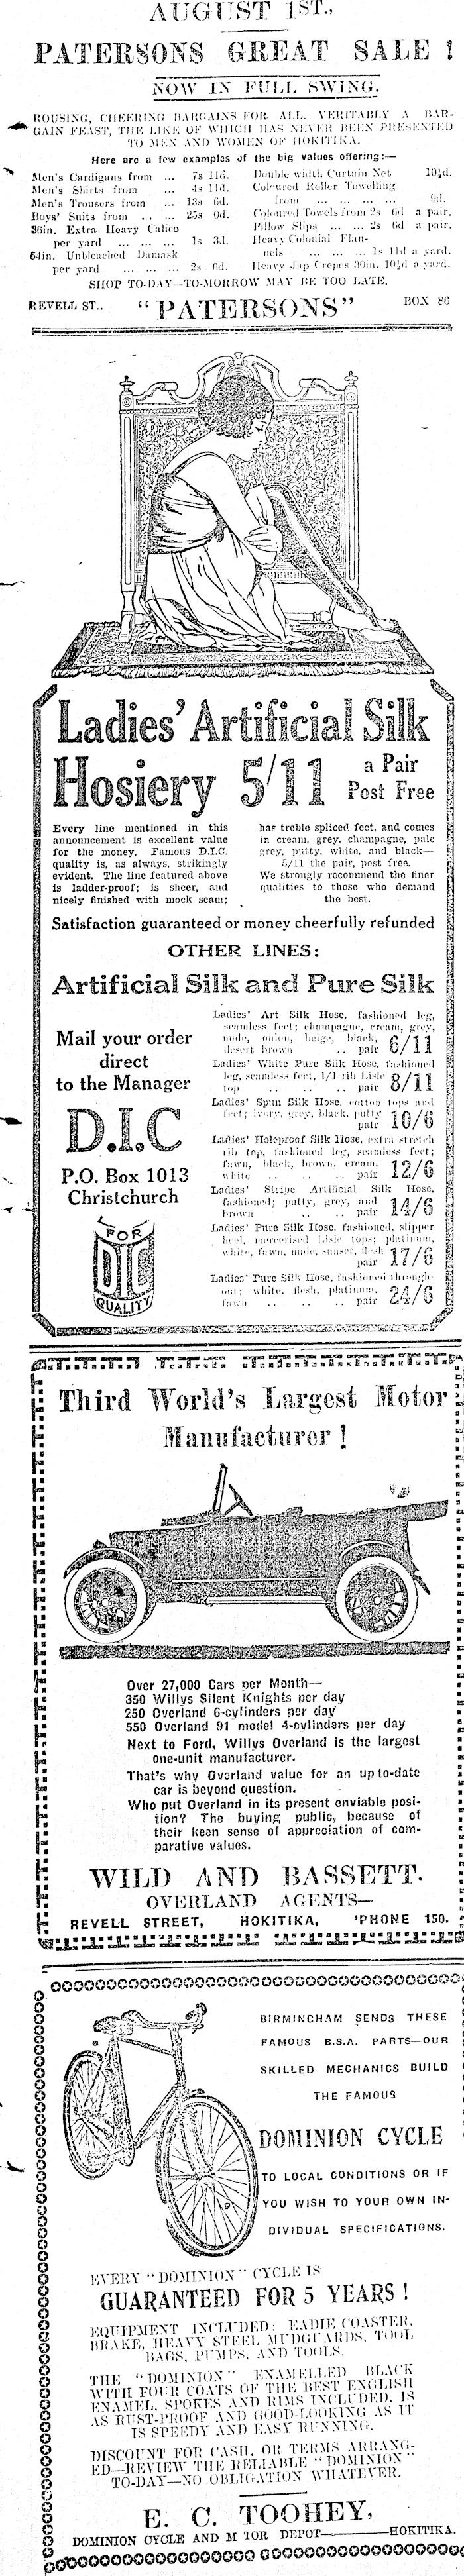 AUGUST 1ST.,
PATERSONS GREAT SALE !
NOW IN FULL SWING.
ROUSING, CHEERING BARGAINS FOR ALL. VERITABLY A BAR-
GAIN FEAST, THE LIKE OF WHICH HAS NEVER BEEN PRESENTED
TO MEN AND WOMEN OF HOKITIKA.
Here are a few examples of the big values offering:—
Men's Cardigans from ... 7s 11d.
Men's Shirts from ... 4s 11d.
Men's Trousers from ... 13s 6d.
Boys' Suits from ... ... 25s 0d.
36in. Extra Heavy Calico
per yard ... ... ... 1s 3d.
54in. Unbleached Damask
per yard ... ... ... 2s 6d.
Double width Curtain Net 10½d.
Coloured Roller Towelling
from ... ... ... ... ... 9d.
Coloured Towels from 2s 6d a pair.
Pillow Slips ... ... 2s 6d a pair.
Heavy Colonial Flan-
nels ... ... ... 1s 11d a yard.
Heavy Jap Crepes 30in. 10½d a yard.
SHOP TO-DAY—TO-MORROW MAY BE TOO LATE.
REVELL ST.. "PATERSONS" BOX 86
Ladies' Artificial Silk
Hosiery 5/11 a Pair
Post Free
Every line mentioned in this
announcement is excellent value
for the money. Famous D.I.C.
quality is, as always, strikingly
evident. The line featured above
is ladder-proof; is sheer, and
nicely finished with mock seam;
has treble spliced feet, and comes
in cream, grey, champagne, pale
grey, putty, white, and black—
5/11 the pair, post free.
We strongly recommend the finer
qualities to those who demand
the best.
Satisfaction guaranteed or money cheerfully refunded
OTHER LINES:
Artificial Silk and Pure Silk
Mail your order
direct
to the Manager
D.I.C
P.O. Box 1013
Christchurch
FOR
DIC
QUALITY
Ladies' Art Silk Hose, fashioned leg,
seamless feet; champagne, cream, grey,
nude, onion, beige, black,
desert brown .. pair 6/11
Ladies' White Pure Silk Hose, fashioned
leg, seamless feet, 1/1 rib Lisle
top .. .. .. pair 8/11
Ladies' Spun Silk Hose, cotton tops and
feet; ivory, grey, black, putty
pair 10/6
Ladies' Holeproof Silk Hose, extra stretch
rib top, fashioned leg, seamless feet;
fawn, black, brown, cream,
white .. .. .. pair 12/6
Ladies' Stripe Artificial Silk Hose,
fashioned; putty, grey, and
brown .. .. pair 14/6
Ladies' Pure Silk Hose, fashioned, slipper
heel, mercerised Lisle tops; platinum,
white, fawn, nude, sunset, flesh
pair 17/6
Ladies' Pure Silk Hose, fashioned through-
out; white, flesh, platinum,
fawn .. .. .. pair 24/6
Third World's Largest Motor
Manufacturer !
Over 27,000 Cars per Month—
350 Willys Silent Knights per day
250 Overland 6-cylinders per day
550 Overland 91 model 4-cylinders per day
Next to Ford, Willys Overland is the largest
one-unit manufacturer.
That's why Overland value for an up to-date
car is beyond question.
Who put Overland in its present enviable posi-
tion? The buying public, because of
their keen sense of appreciation of com-
parative values.
WILD AND BASSETT.
OVERLAND AGENTS—
REVELL STREET, HOKITIKA, 'PHONE 150.
BIRMINGHAM SENDS THESE
FAMOUS B.S.A. PARTS—OUR
SKILLED MECHANICS BUILD
THE FAMOUS
DOMINION CYCLE
TO LOCAL CONDITIONS OR IF
YOU WISH TO YOUR OWN IN-
DIVIDUAL SPECIFICATIONS.
EVERY "DOMINION" CYCLE IS
GUARANTEED FOR 5 YEARS !
EQUIPMENT INCLUDED: EADIE COASTER,
BRAKE, HEAVY STEEL MUDGUARDS, TOOL
BAGS, PUMPS, AND TOOLS.
THE "DOMINION" ENAMELLED BLACK
WITH FOUR COATS OF THE BEST ENGLISH
ENAMEL, SPOKES AND RIMS INCLUDED. IS
AS RUST-PROOF AND GOOD-LOOKING AS IT
IS SPEEDY AND EASY RUNNING.
DISCOUNT FOR CASH, OR TERMS ARRANG-
ED—REVIEW THE RELIABLE "DOMINION"
TO-DAY—NO OBLIGATION WHATEVER.
E. C. TOOHEY,
DOMINION CYCLE AND M TOR DEPOT———HOKITIKA.